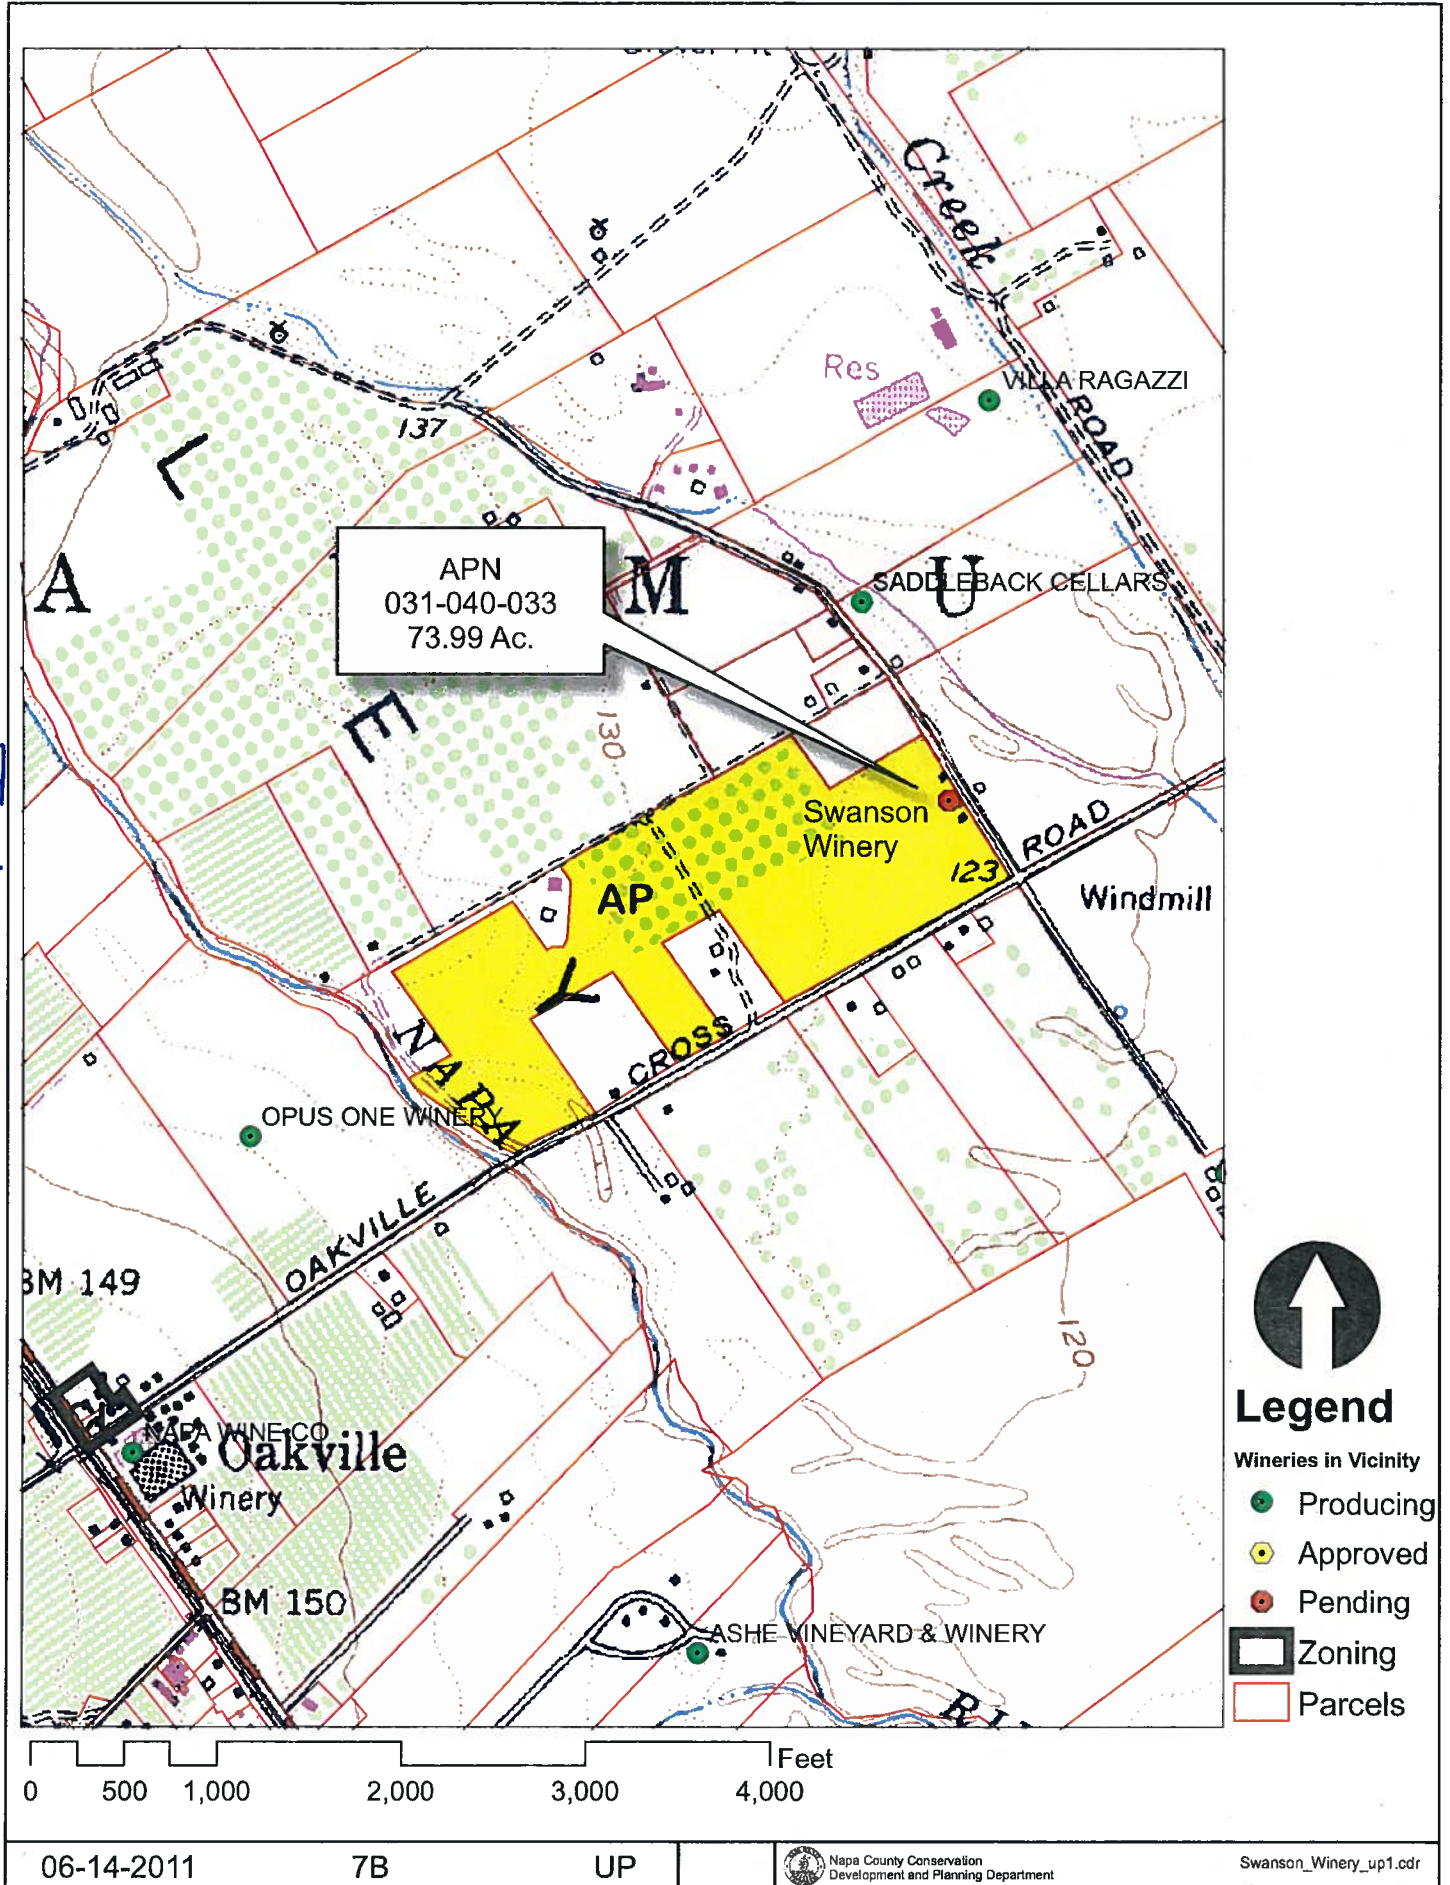 Creek
Res
VILLA RAGAZZI
ROAD
137
L
APN
031-040-033
73.99 Ac.
A
M
U
SADDLEBACK CELLARS
E
130
Swanson
Winery
ROAD
123
Windmill
AP
Y
NAPA
CROSS
OPUS ONE WINERY
OAKVILLE
BM 149
120
NAPA WINE CO
Oakville
Winery
BM 150
ASHE VINEYARD & WINERY
Legend
Wineries in Vicinity
Producing
Approved
Pending
Zoning
Parcels
Feet
0 500 1,000 2,000 3,000 4,000
06-14-2011 7B UP
Napa County Conservation
Development and Planning Department
Swanson_Winery_up1.cdr